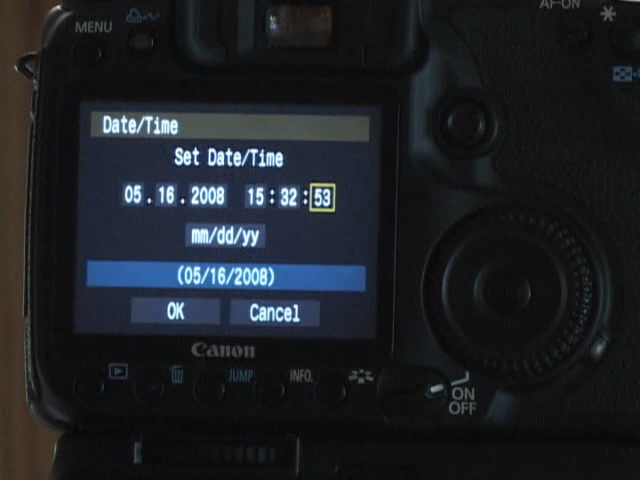 AF-ON
MENU
Date/Time
Set Date/Time
05.16.2008 15:32:53
mm/dd/yy
(05/16/2008)
OK Cancel
Canon
JUMP INFO.
ON
OFF